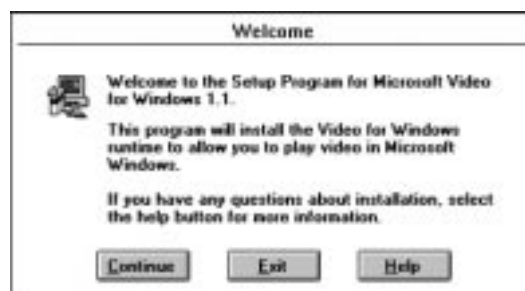 Welcome
Welcome to the Setup Program for Microsoft Video
for Windows 1.1.
This program will install the Video for Windows
runtime to allow you to play video in Microsoft
Windows.
If you have any questions about installation, select
the help button for more information.
Continue Exit Help